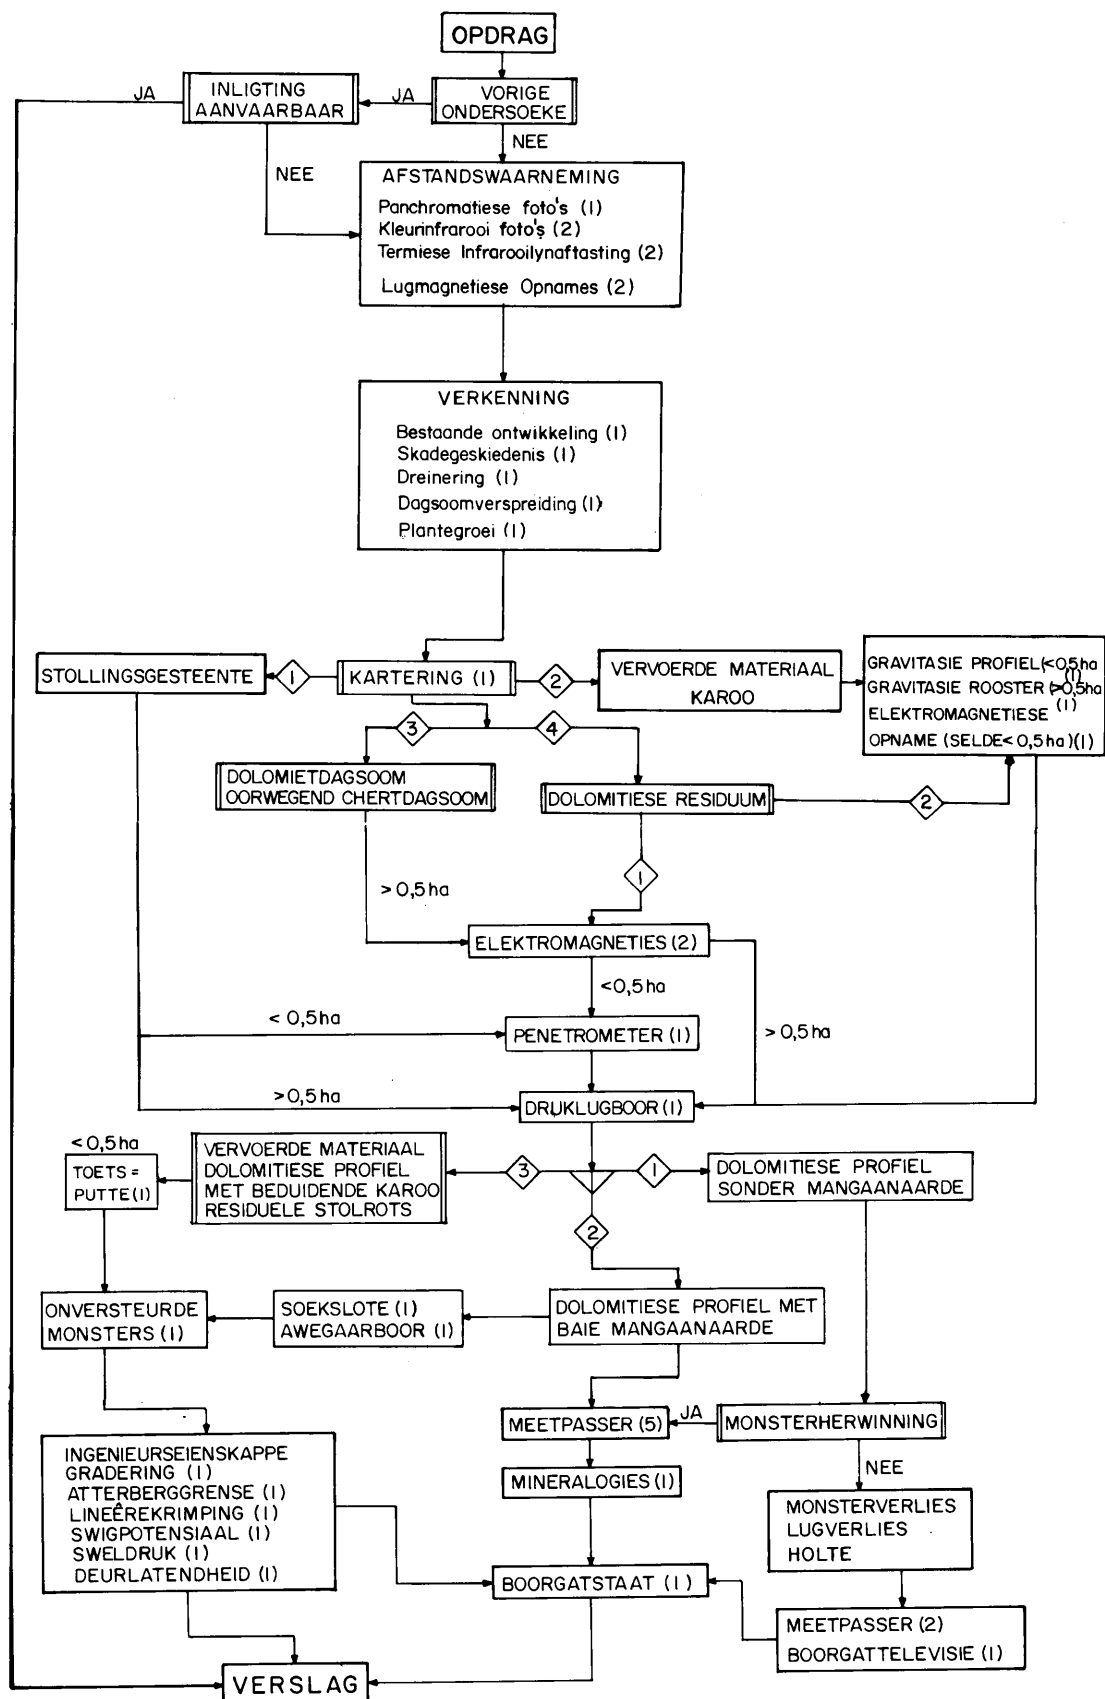 OPDRAG
VORIGE
ONDERSOEKE
JA
INLIGTING
AANVAARBAAR
JA
NEE
NEE
AFSTANDSWAARNEMING
Panchromatiese foto's (1)
Kleurinfrarooi foto's (2)
Termiese Infrarooilynaftasting (2)
Lugmagnetiese Opnames (2)
VERKENNING
Bestaande ontwikkeling (1)
Skadegeskiedenis (1)
Dreinering (1)
Dagsoomverspreiding (1)
Plantegroei (1)
STOLLINGSGESTEENTE
1
KARTERING (1)
2
VERVOERDE MATERIAAL
KAROO
GRAVITASIE PROFIEL (<0,5ha
(1)
GRAVITASIE ROOSTER (>0,5ha
(1)
ELEKTROMAGNETIESE
OPNAME (SELDE< 0,5 ha)(1)
3
4
DOLOMIETDAGSOOM
OORWEGEND CHERTDAGSOOM
DOLOMITIESE RESIDUUM
2
1
> 0,5 ha
ELEKTROMAGNETIES (2)
<0,5 ha
< 0,5 ha
PENETROMETER (1)
> 0,5 ha
>0,5 ha
DRUKLUGBOOR (1)
< 0,5 ha
TOETS =
PUTTE (1)
VERVOERDE MATERIAAL
DOLOMITIESE PROFIEL
MET BEDUIDENDE KAROO
RESIDUELE STOLROTS
3
1
DOLOMITIESE PROFIEL
SONDER MANGAANAARDE
2
ONVERSTEURDE
MONSTERS (1)
SOEKSLOTE (1)
AWEGAARBOOR (1)
DOLOMITIESE PROFIEL MET
BAIE MANGAANAARDE
MEETPASSER (5)
JA
MONSTERHERWINNING
NEE
INGENIEURSEIENSKAPPE
GRADERING (1)
ATTERBERGGRENSE (1)
LINEÊREKRIMPING (1)
SWIGPOTENSIAAL (1)
SWELDRUK (1)
DEURLATENDHEID (1)
MINERALOGIES (1)
MONSTERVERLIES
LUGVERLIES
HOLTE
BOORGATSTAAT (1)
MEETPASSER (2)
BOORGATTELEVISIE (1)
VERSLAG